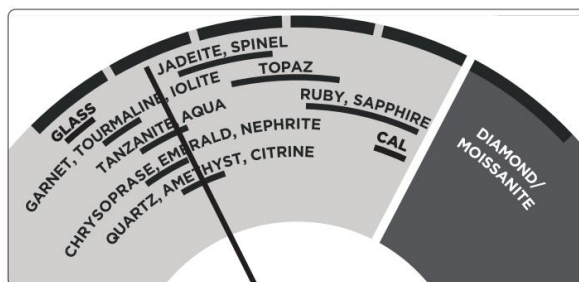 JADEITE, SPINEL
TOPAZ
RUBY, SAPPHIRE
CAL
GLASS
GARNET, TOURMALINE, IOLITE
TANZANITE, AQUA
CHRYSOPRASE, EMERALD, NEPHRITE
QUARTZ, AMETHYST, CITRINE
DIAMOND/
MOISSANITE